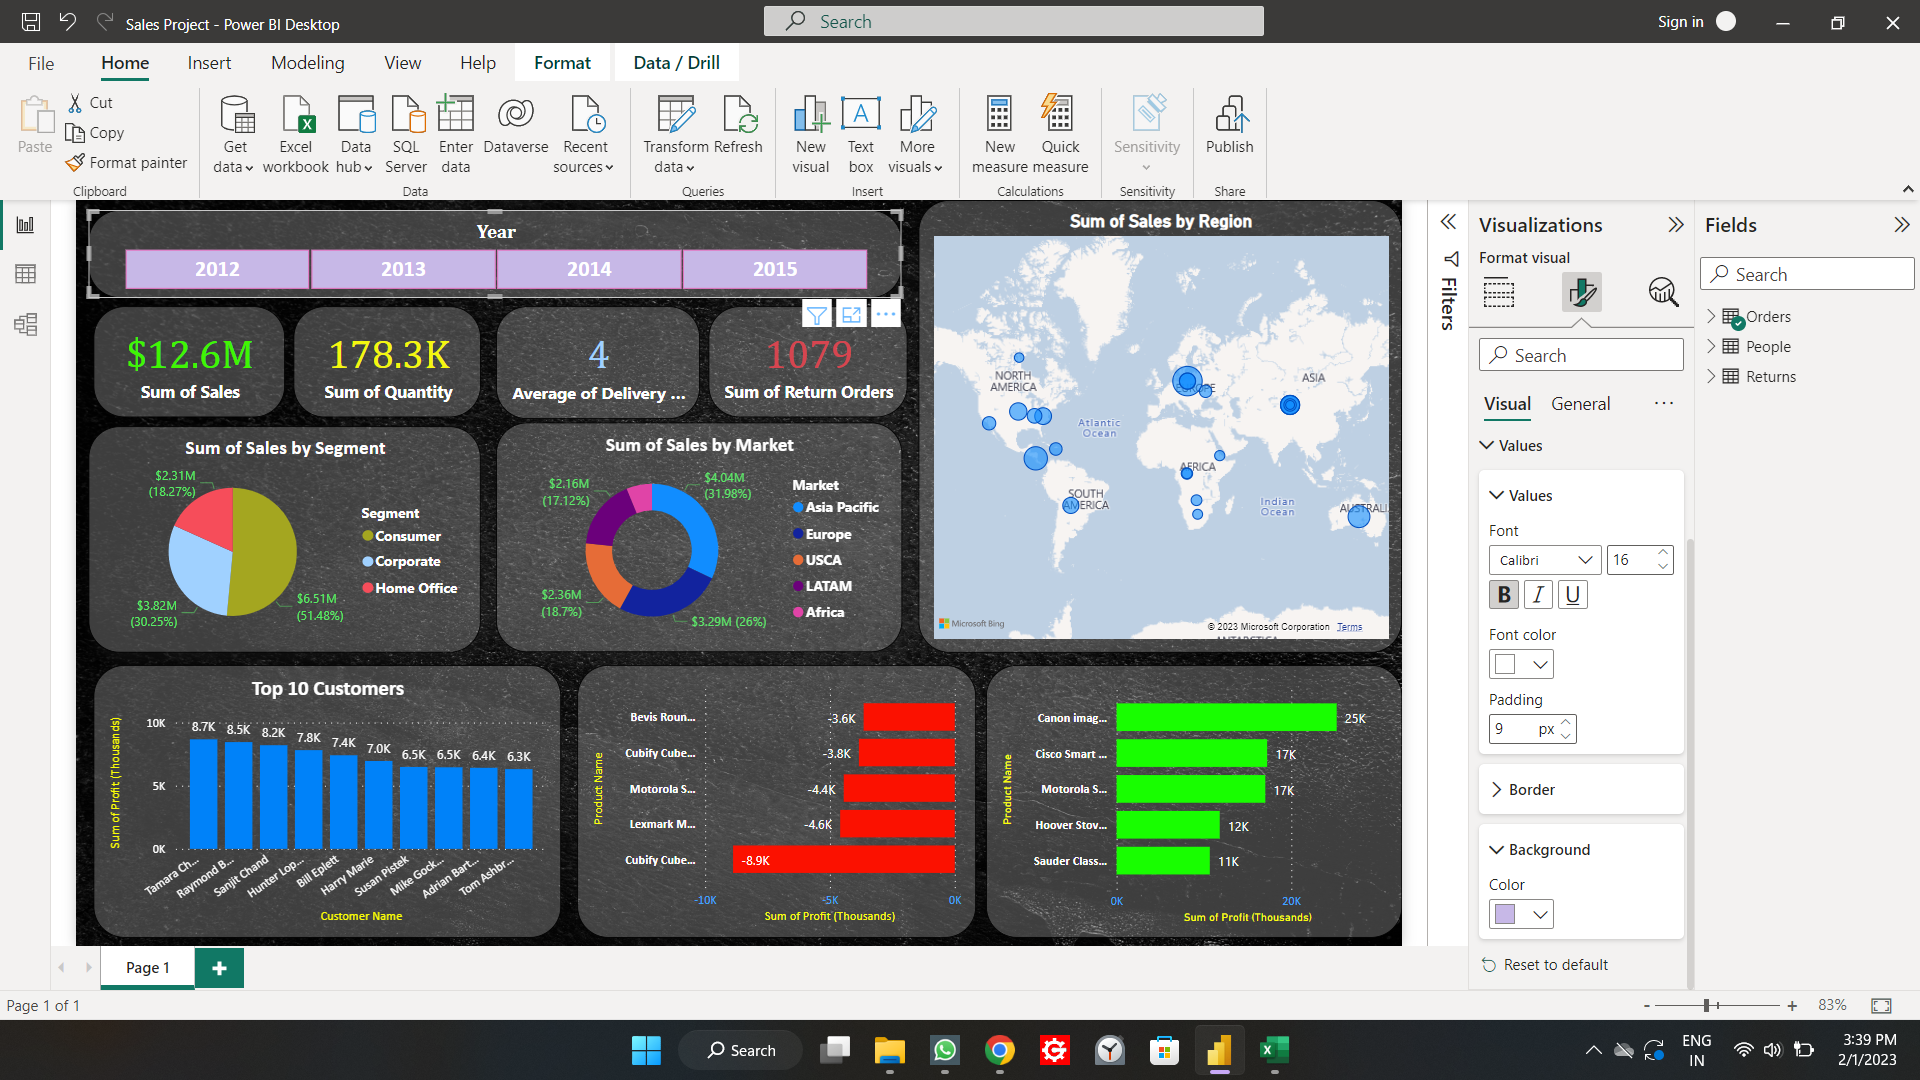 Sales Project - Power BI Desktop
Search
Sign in
File
Home
Insert
Modeling
View
Help
Format
Data / Drill
Paste
Cut
Copy
Format painter
Clipboard
Get data
Excel workbook
Data hub
SQL Server
Enter data
Dataverse
Recent sources
Data
Transform data
Refresh
Queries
New visual
Text box
More visuals
Insert
New measure
Quick measure
Calculations
Sensitivity
Sensitivity
Publish
Share
Year
2012
2013
2014
2015
$12.6M
Sum of Sales
178.3K
Sum of Quantity
4
Average of Delivery ...
1079
Sum of Return Orders
Sum of Sales by Segment
$2.31M
(18.27%)
$3.82M
(30.25%)
$6.51M
(51.48%)
Segment
Consumer
Corporate
Home Office
Sum of Sales by Market
$2.16M
(17.12%)
$4.04M
(31.98%)
$2.36M
(18.7%)
$3.29M (26%)
Market
Asia Pacific
Europe
USCA
LATAM
Africa
Sum of Sales by Region
NORTH
AMERICA
EUROPE
ASIA
Atlantic
Ocean
AFRICA
SOUTH
AMERICA
Indian
Ocean
AUSTRALI
Microsoft Bing
© 2023 Microsoft Corporation Terms
ANTARCTICA
Top 10 Customers
Sum of Profit (Thousands)
10K
5K
0K
8.7K
8.5K
8.2K
7.8K
7.4K
7.0K
6.5K
6.5K
6.4K
6.3K
Tamara Ch...
Raymond B...
Sanjit Chand
Hunter Lop...
Bill Eplett
Harry Marie
Susan Pistek
Mike Gock...
Adrian Bart...
Tom Ashbr...
Customer Name
Product Name
Bevis Roun...
-3.6K
Cubify Cube...
-3.8K
Motorola S...
-4.4K
Lexmark M...
-4.6K
Cubify Cube...
-8.9K
-10K
-5K
0K
Sum of Profit (Thousands)
Product Name
Canon imag...
25K
Cisco Smart ...
17K
Motorola S...
17K
Hoover Stov...
12K
Sauder Class...
11K
0K
20K
Sum of Profit (Thousands)
Filters
Visualizations
Format visual
Search
Visual
General
Values
Values
Font
Calibri
16
B
I
U
Font color
Padding
9 px
Border
Background
Color
Reset to default
Fields
Search
Orders
People
Returns
Page 1
Page 1 of 1
83%
Search
ENG
IN
3:39 PM
2/1/2023